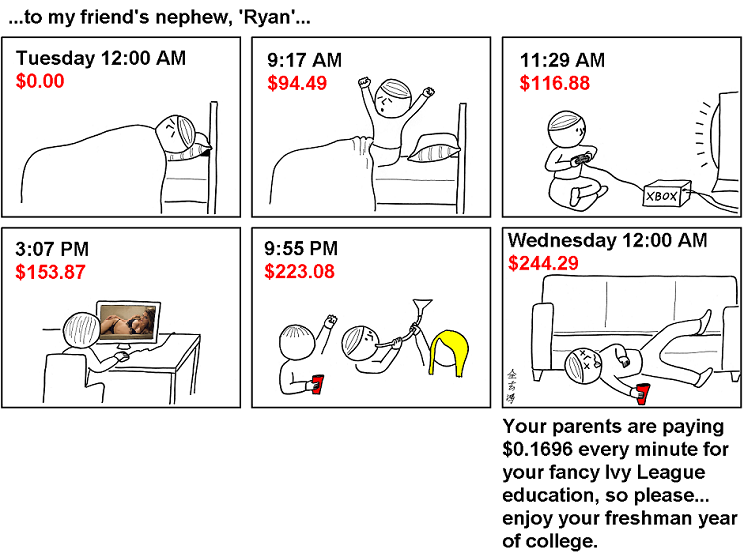 ...to my friend's nephew, 'Ryan'...
Tuesday 12:00 AM
$0.00
9:17 AM
$94.49
11:29 AM
$116.88
XBOX
3:07 PM
$153.87
9:55 PM
$223.08
Wednesday 12:00 AM
$244.29
Your parents are paying
$0.1696 every minute for
your fancy Ivy League
education, so please...
enjoy your freshman year
of college.